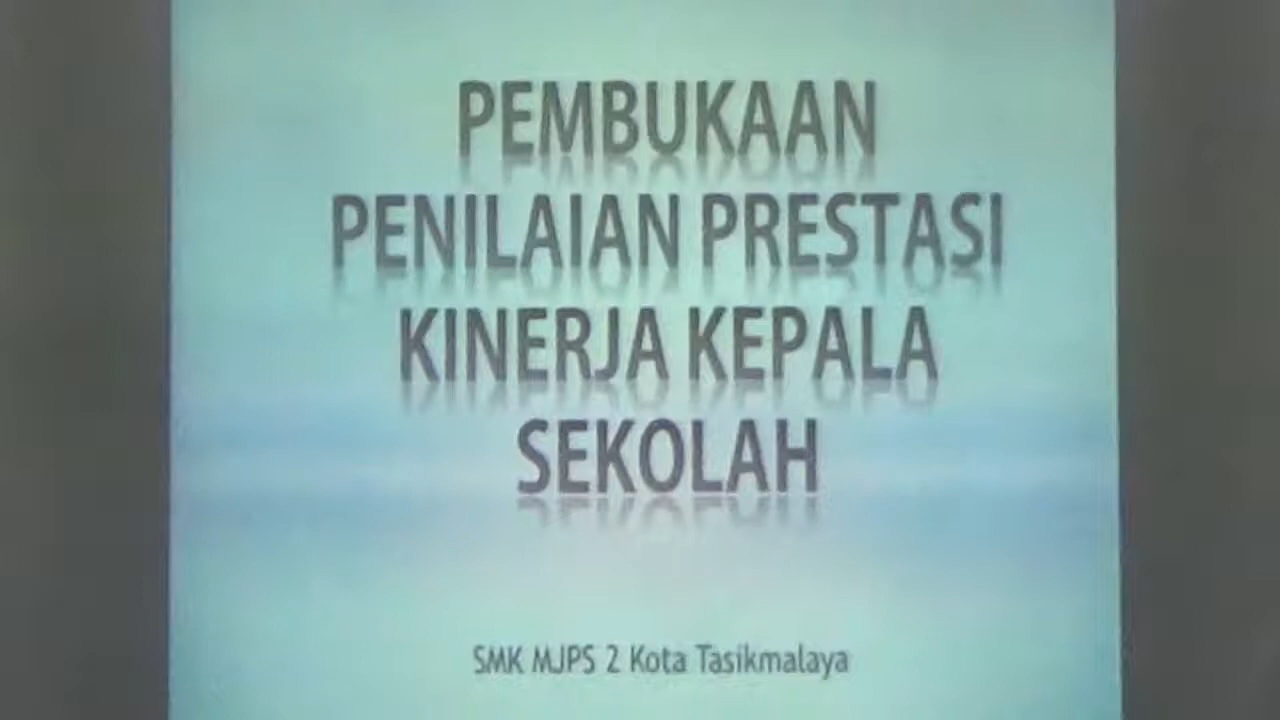 PEMBUKAAN
PENILAIAN PRESTASI
KINERJA KEPALA
SEKOLAH
SMK MJPS 2 Kota Tasikmalaya